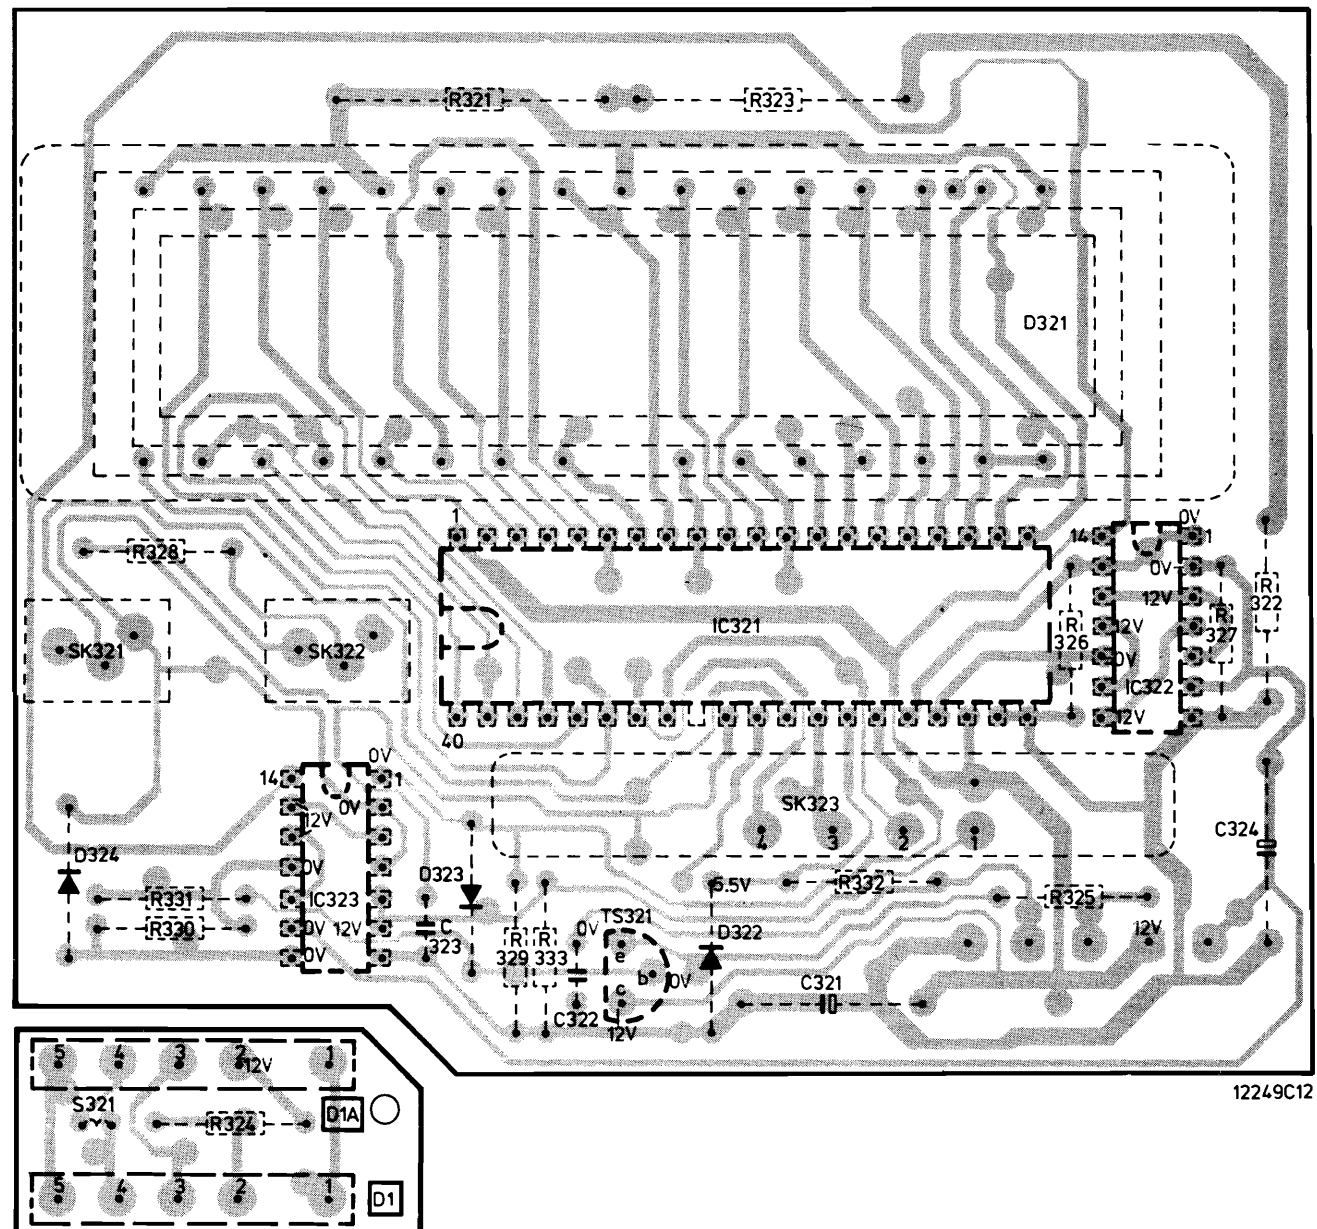 R321
R323
D321
1
R328
14
0V
1
0V
12V
R
322
R
327
R
326
12V
0V
IC322
12V
IC321
SK321
SK322
40
0V
14
1
0V
12V
0V
IC323
0V
12V
0V
SK323
4
3
2
1
C324
D324
R331
R330
D323
C
323
5.5V
R332
R325
12V
TS321
0V
e
b
0V
c
12V
D322
R
329
R
333
C322
C321
12249C12
5
4
3
2
12V
1
S321
R324
D1A
5
4
3
2
1
D1